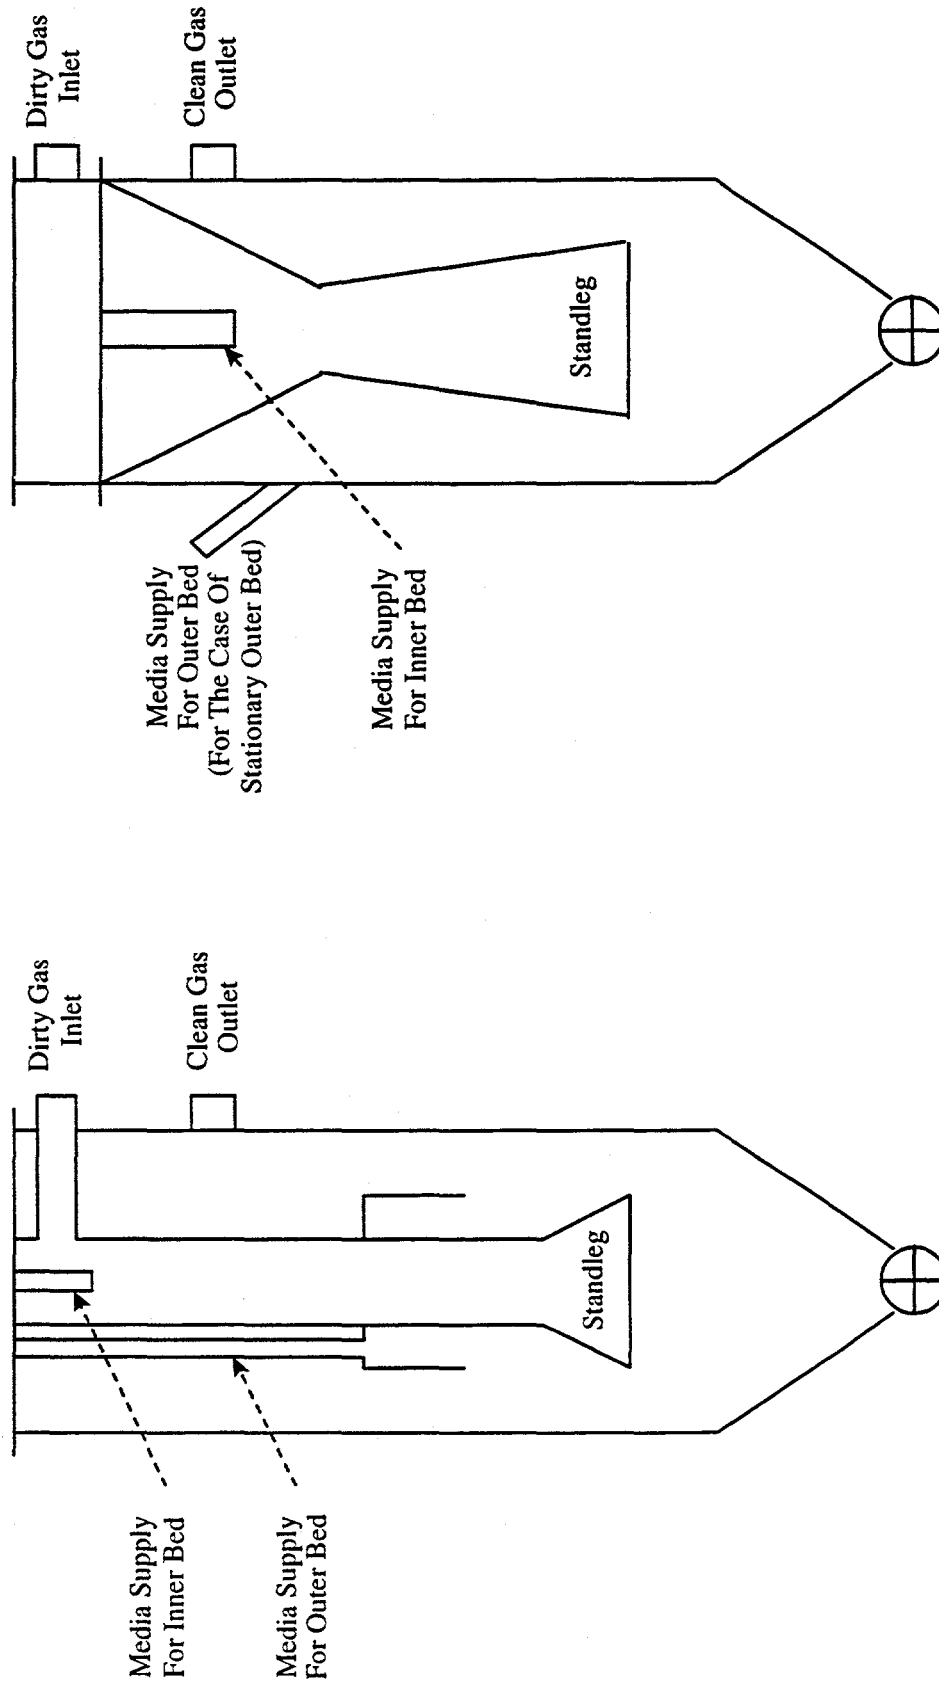 Dirty Gas
Inlet
Clean Gas
Outlet
Media Supply
For Inner Bed
Media Supply
For Outer Bed
Standleg
Dirty Gas
Inlet
Clean Gas
Outlet
Media Supply
For Outer Bed
(For The Case Of
Stationary Outer Bed)
Media Supply
For Inner Bed
Standleg